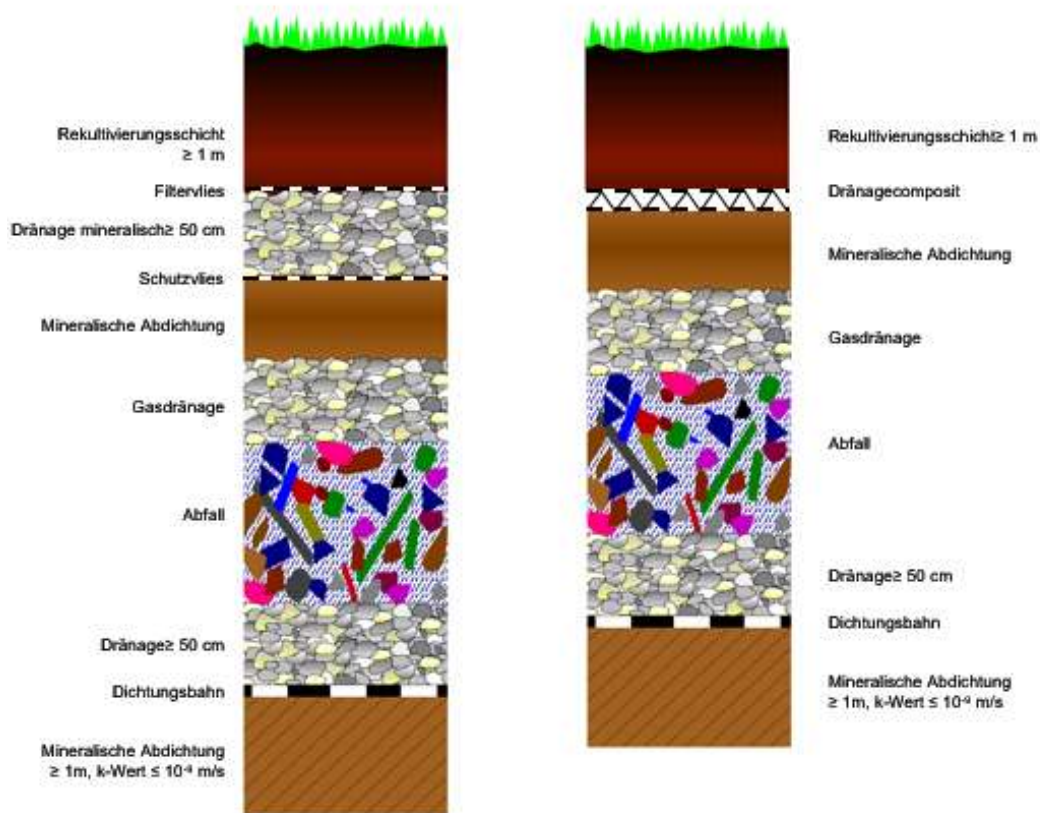 Rekultivierungsschicht
≥ 1 m
Filtervlies
Dränage mineralisch≥ 50 cm
Schutzvlies
Mineralische Abdichtung
Gasdränage
Abfall
Dränage≥ 50 cm
Dichtungsbahn
Mineralische Abdichtung
≥ 1m, k-Wert ≤ 10⁻⁹ m/s
Rekultivierungsschicht≥ 1 m
Dränagecomposit
Mineralische Abdichtung
Gasdränage
Abfall
Dränage≥ 50 cm
Dichtungsbahn
Mineralische Abdichtung
≥ 1m, k-Wert ≤ 10⁻⁹ m/s